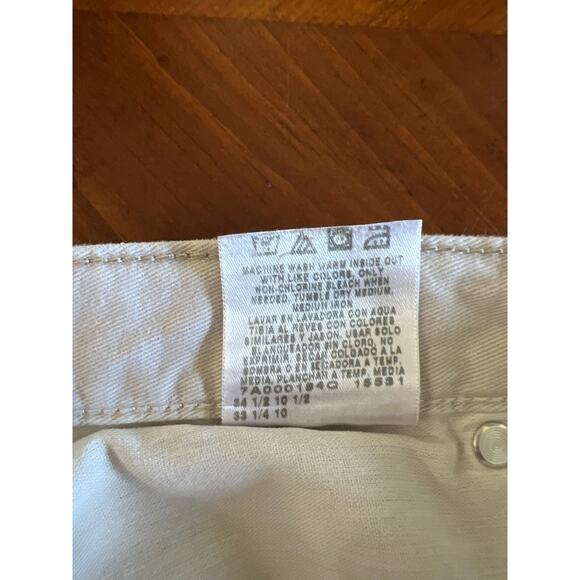 MACHINE WASH WARM INSIDE OUT
WITH LIKE COLORS. ONLY
NON-CHLORINE BLEACH WHEN
NEEDED. TUMBLE DRY MEDIUM.
MEDIUM IRON
LAVAR EN LAVADORA CON AGUA
TIBIA AL REVES CON COLORES
SIMILARES Y JABON. USAR SOLO
BLANQUEADOR SIN CLORO. NO
EXPRIMIR. SECAR COLGADO A LA
SOMBRA O EN SECADORA A TEMP.
MEDIA. PLANCHAR A TEMP. MEDIA
7A000184Q 15531
34 1/2 10 1/2
33 1/4 10